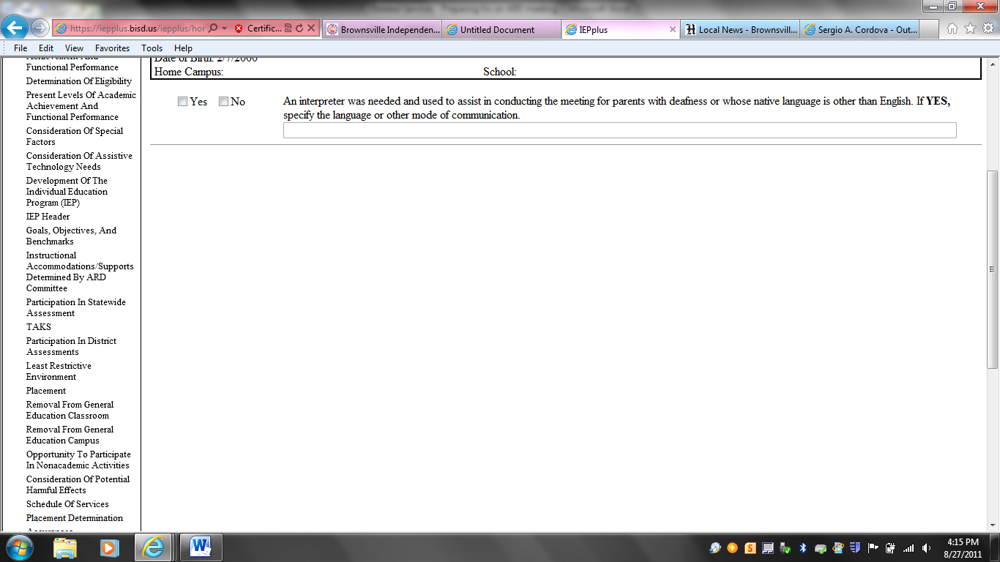 https://iepplus.bisd.us/iepplus/ho
Certific...
Brownsville Independen...
Untitled Document
IEPplus
Local News - Brownsvill...
Sergio A. Cordova - Out...
File Edit View Favorites Tools Help
Achievement And
Functional Performance
Determination Of Eligibility
Present Levels Of Academic
Achievement And
Functional Performance
Consideration Of Special
Factors
Consideration Of Assistive
Technology Needs
Development Of The
Individual Education
Program (IEP)
IEP Header
Goals, Objectives, And
Benchmarks
Instructional
Accommodations/Supports
Determined By ARD
Committee
Participation In Statewide
Assessment
TAKS
Participation In District
Assessments
Least Restrictive
Environment
Placement
Removal From General
Education Classroom
Removal From General
Education Campus
Opportunity To Participate
In Nonacademic Activities
Consideration Of Potential
Harmful Effects
Schedule Of Services
Placement Determination
Assurances
Date of Birth: 2/7/2000
Home Campus: School:
Yes No An interpreter was needed and used to assist in conducting the meeting for parents with deafness or whose native language is other than English. If YES,
specify the language or other mode of communication.
4:15 PM
8/27/2011